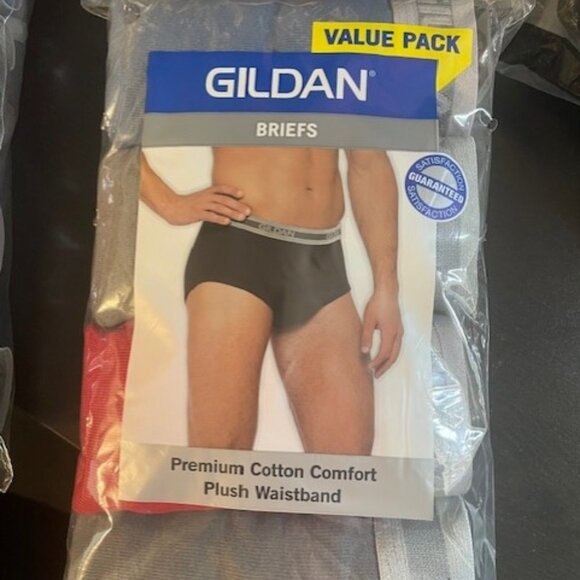 VALUE PACK
GILDAN®
BRIEFS
SATISFACTION
GUARANTEED
SATISFACTION
GILDAN
Premium Cotton Comfort
Plush Waistband